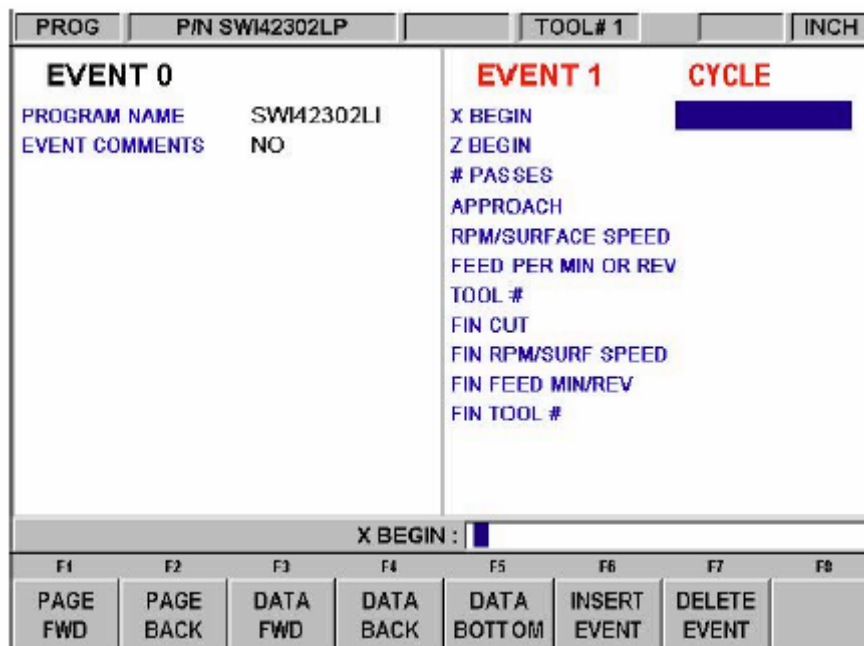 PROG P/N SWI42302LP TOOL# 1 INCH
EVENT 0
PROGRAM NAME SWI42302LI
EVENT COMMENTS NO
EVENT 1 CYCLE
X BEGIN
Z BEGIN
# PASSES
APPROACH
RPM/SURFACE SPEED
FEED PER MIN OR REV
TOOL #
FIN CUT
FIN RPM/SURF SPEED
FIN FEED MIN/REV
FIN TOOL #
X BEGIN :
F1 F2 F3 F4 F5 F6 F7 F8
PAGE FWD PAGE BACK DATA FWD DATA BACK DATA BOTTOM INSERT EVENT DELETE EVENT